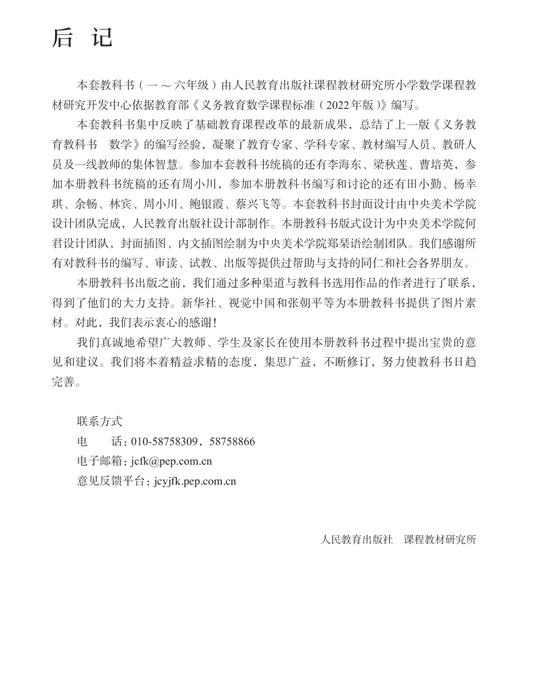 后 记
本套教科书（一～六年级）由人民教育出版社课程教材研究所小学数学课程教
材研究开发中心依据教育部《义务教育数学课程标准（2022年版）》编写。
本套教科书集中反映了基础教育课程改革的最新成果，总结了上一版《义务教
育教科书　数学》的编写经验，凝聚了教育专家、学科专家、教材编写人员、教研人
员及一线教师的集体智慧。参加本套教科书统稿的还有李海东、梁秋莲、曹培英，参
加本册教科书统稿的还有周小川，参加本册教科书编写和讨论的还有田小勤、杨幸
琪、余畅、林宾、周小川、鲍银霞、蔡兴飞等。本套教科书封面设计由中央美术学院
设计团队完成，人民教育出版社设计部制作。本册教科书版式设计为中央美术学院何
君设计团队，封面插图、内文插图绘制为中央美术学院郑琹语绘制团队。我们感谢所
有对教科书的编写、审读、试教、出版等提供过帮助与支持的同仁和社会各界朋友。
本册教科书出版之前，我们通过多种渠道与教科书选用作品的作者进行了联系，
得到了他们的大力支持。新华社、视觉中国和张朝平等为本册教科书提供了图片素
材。对此，我们表示衷心的感谢！
我们真诚地希望广大教师、学生及家长在使用本册教科书过程中提出宝贵的意
见和建议。我们将本着精益求精的态度，集思广益，不断修订，努力使教科书日趋
完善。
联系方式
电　　话：010-58758309，58758866
电子邮箱：jcfk@pep.com.cn
意见反馈平台：jcyjfk.pep.com.cn
人民教育出版社　课程教材研究所